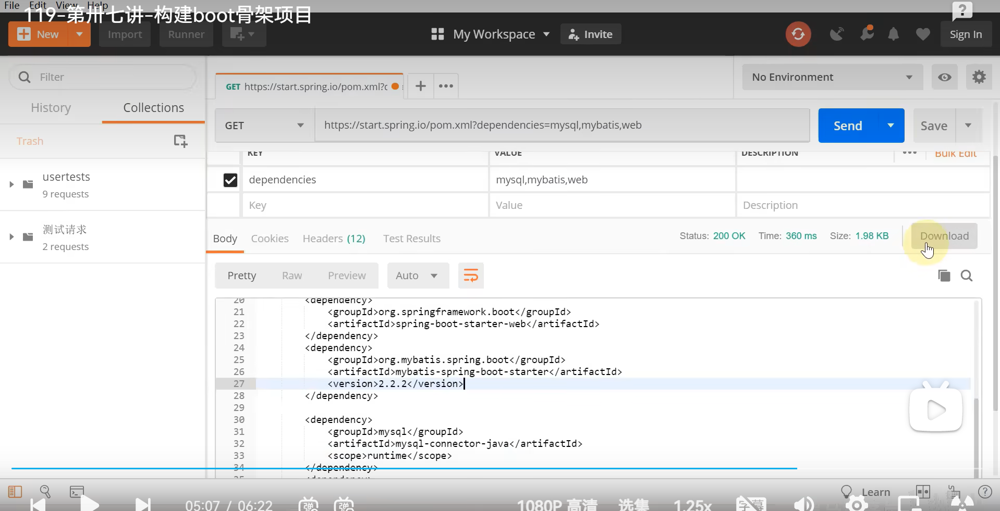 File Edit View Help
119-第卅七讲-构建boot骨架项目
New
Import
Runner
My Workspace
Invite
Sign In
Filter
History
Collections
Trash
usertests
9 requests
测试请求
2 requests
GET https://start.spring.io/pom.xml?c
No Environment
GET
https://start.spring.io/pom.xml?dependencies=mysql,mybatis,web
Send
Save
KEY
VALUE
DESCRIPTION
Bulk Edit
dependencies
mysql,mybatis,web
Key
Value
Description
Body
Cookies
Headers (12)
Test Results
Status: 200 OK
Time: 360 ms
Size: 1.98 KB
Download
Pretty
Raw
Preview
Auto
20 <dependency>
21 <groupId>org.springframework.boot</groupId>
22 <artifactId>spring-boot-starter-web</artifactId>
23 </dependency>
24 <dependency>
25 <groupId>org.mybatis.spring.boot</groupId>
26 <artifactId>mybatis-spring-boot-starter</artifactId>
27 <version>2.2.2</version>
28 </dependency>
29
30 <dependency>
31 <groupId>mysql</groupId>
32 <artifactId>mysql-connector-java</artifactId>
33 <scope>runtime</scope>
34 </dependency>
35 <dependency>
Learn
05:07 / 06:22
弹
弹
1080P 高清
选集
1.25x
字幕